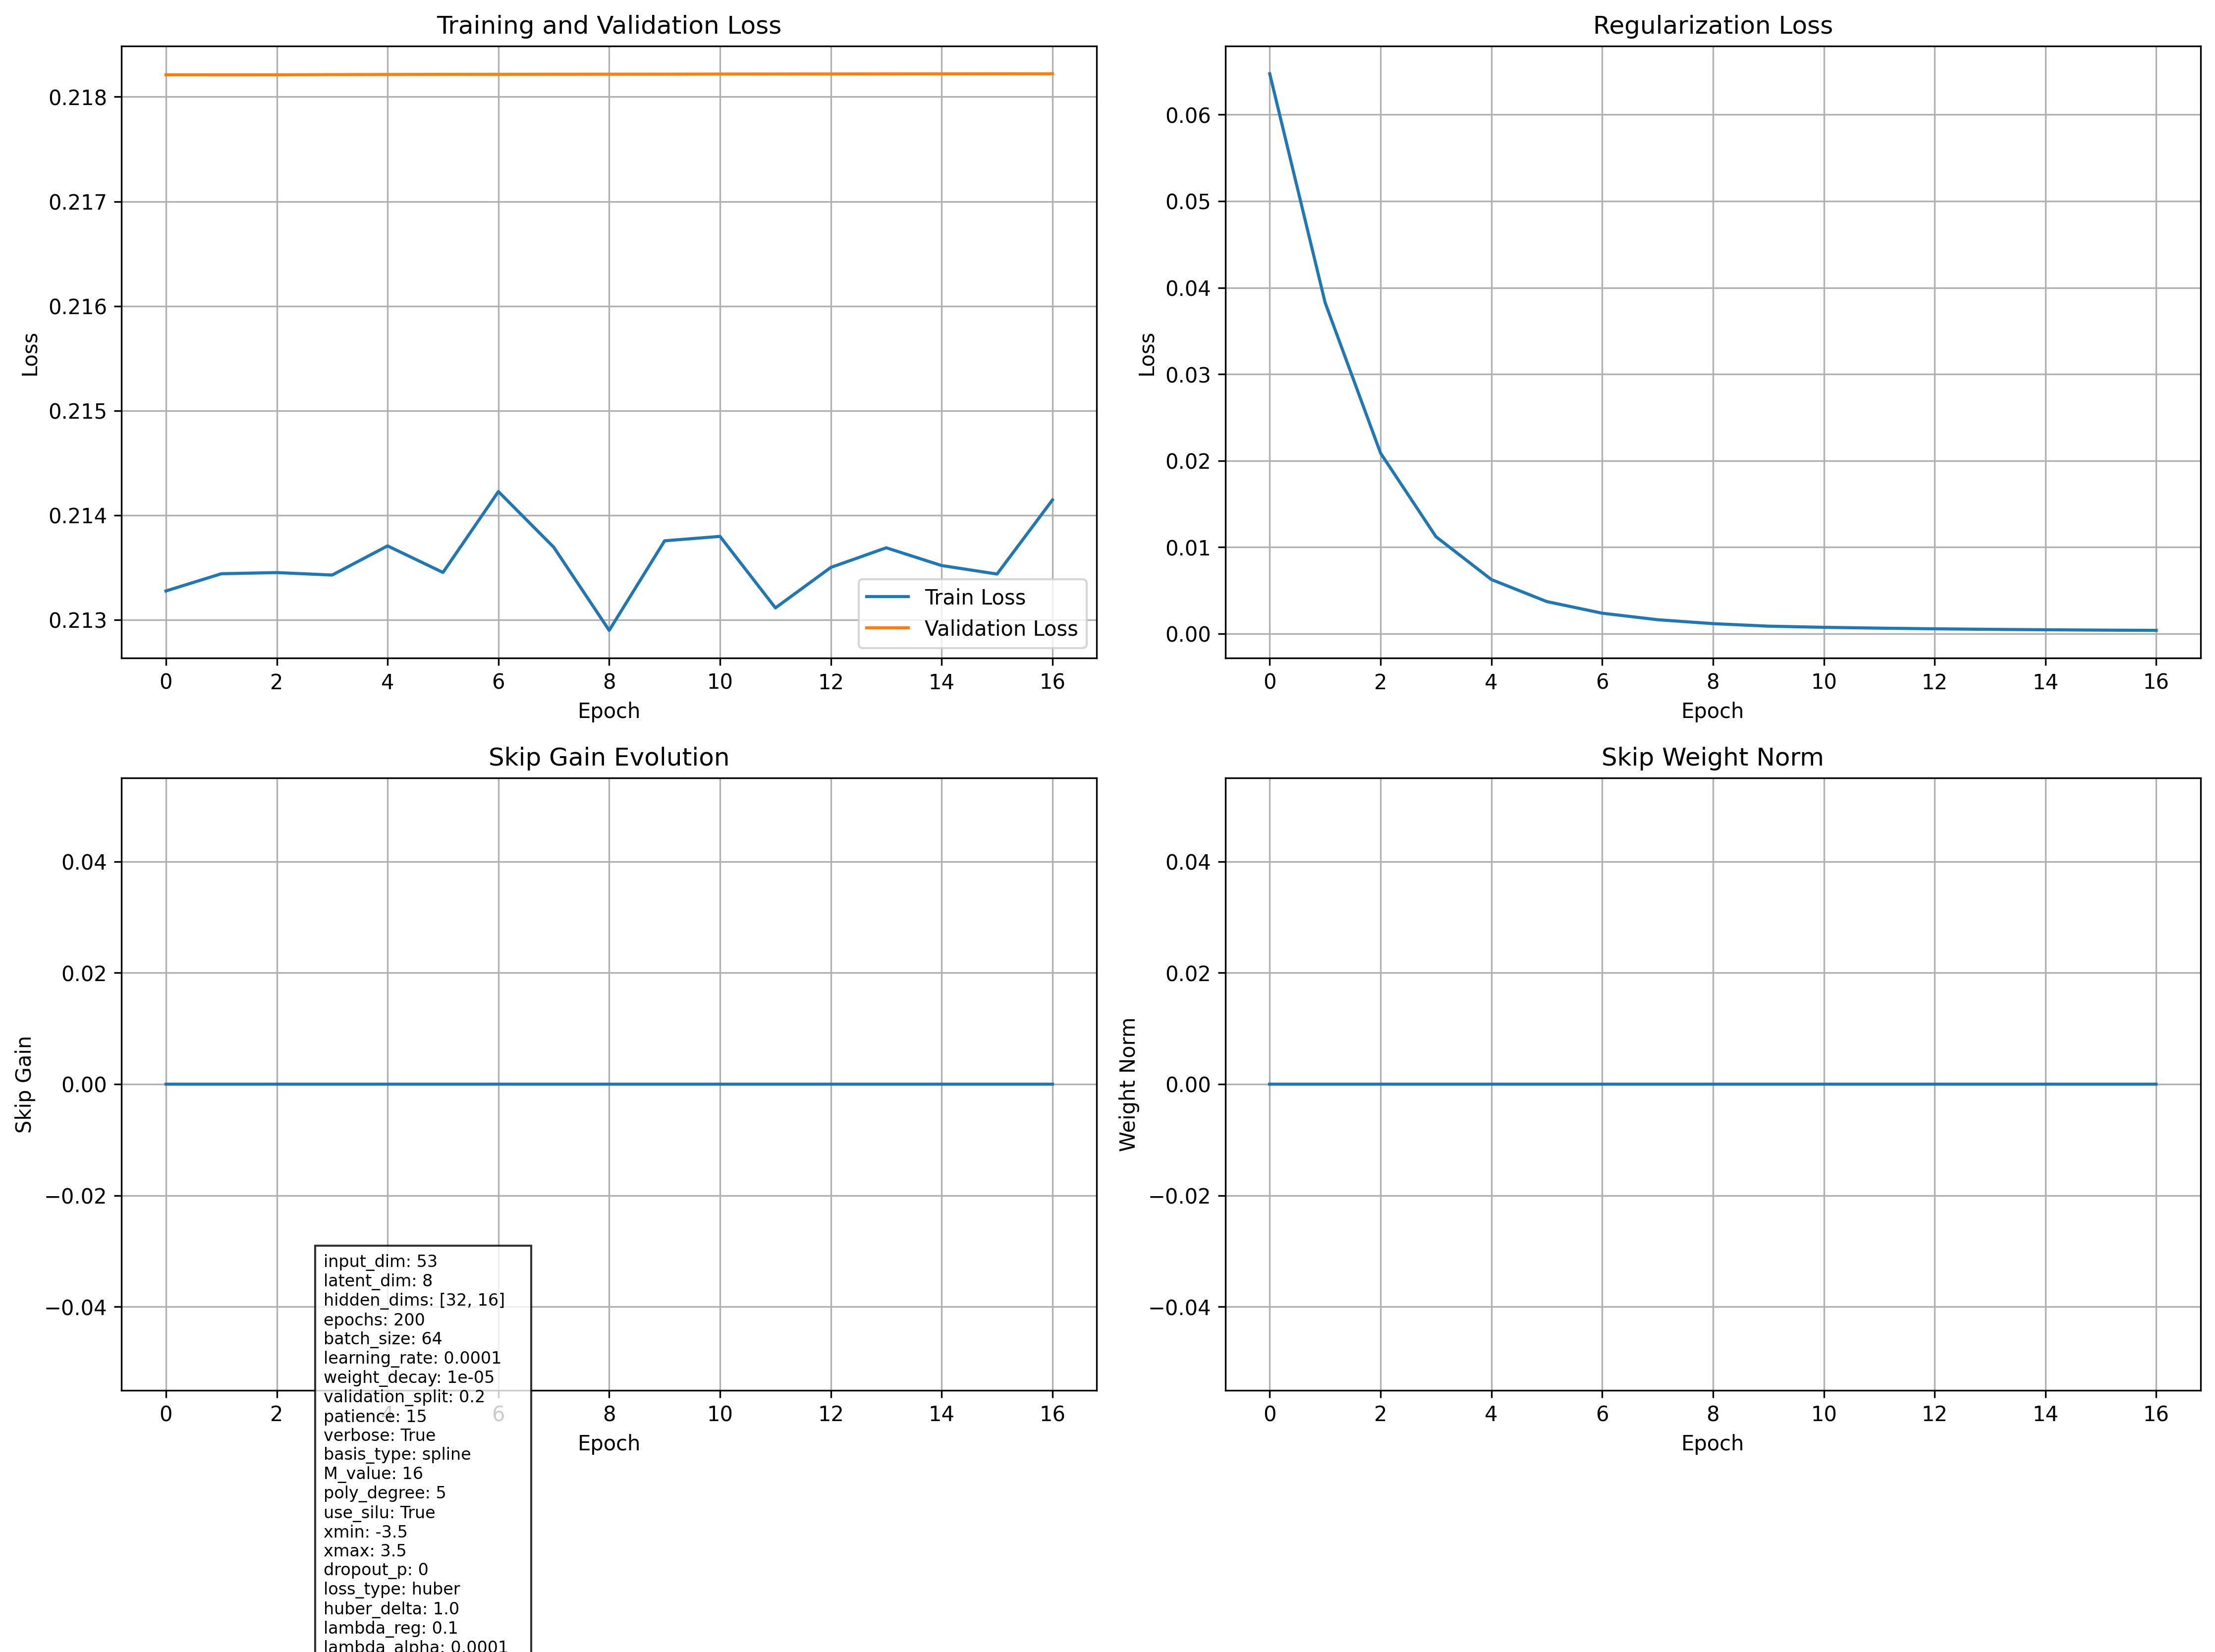 Training and Validation Loss
Loss
0.218
0.217
0.216
0.215
0.214
0.213
Train Loss
Validation Loss
0 2 4 6 8 10 12 14 16
Epoch
Regularization Loss
Loss
0.06
0.05
0.04
0.03
0.02
0.01
0.00
0 2 4 6 8 10 12 14 16
Epoch
Skip Gain Evolution
Skip Gain
0.04
0.02
0.00
−0.02
−0.04
0 2 4 6 8 10 12 14 16
Epoch
input_dim: 53
latent_dim: 8
hidden_dims: [32, 16]
epochs: 200
batch_size: 64
learning_rate: 0.0001
weight_decay: 1e-05
validation_split: 0.2
patience: 15
verbose: True
basis_type: spline
M_value: 16
poly_degree: 5
use_silu: True
xmin: -3.5
xmax: 3.5
dropout_p: 0
loss_type: huber
huber_delta: 1.0
lambda_reg: 0.1
lambda_alpha: 0.0001
Skip Weight Norm
Weight Norm
0.04
0.02
0.00
−0.02
−0.04
0 2 4 6 8 10 12 14 16
Epoch